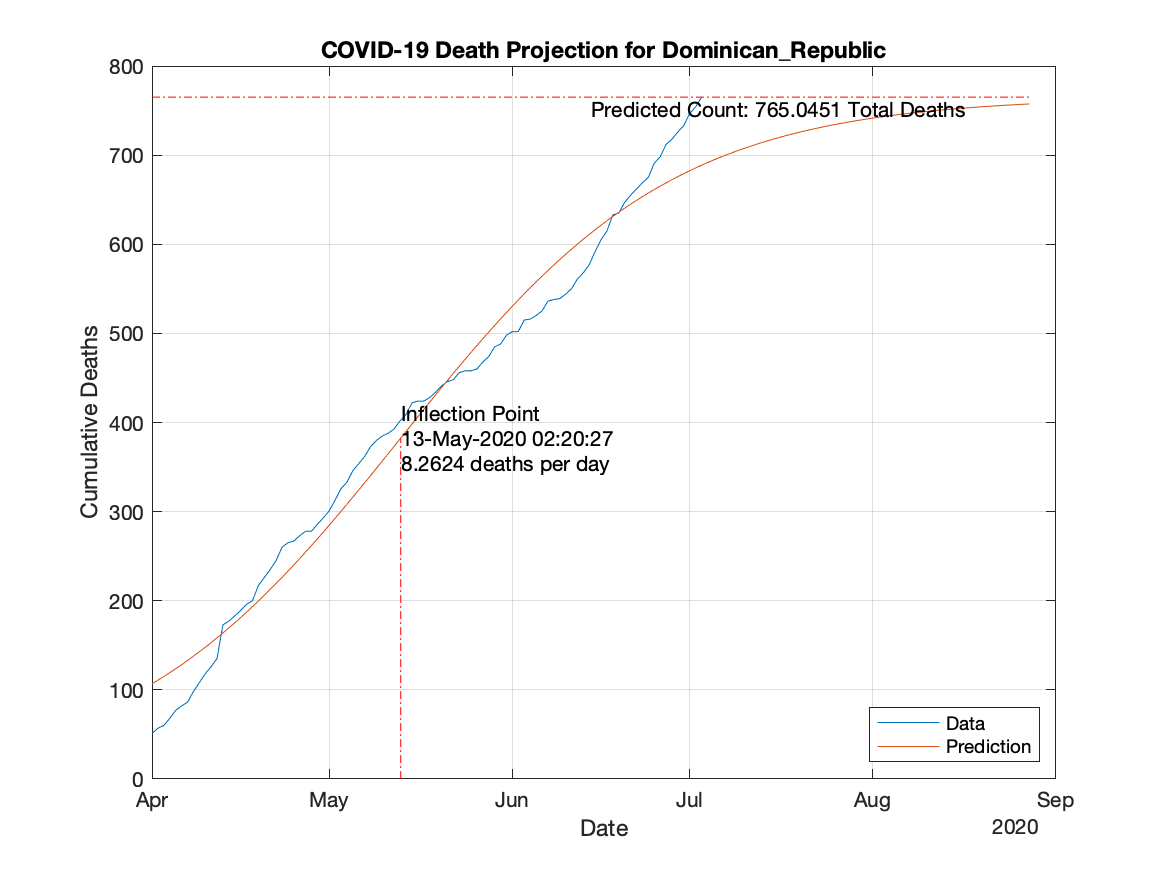 COVID-19 Death Projection for Dominican_Republic
800
700
600
500
400
300
200
100
0
Cumulative Deaths
Predicted Count: 765.0451 Total Deaths
Inflection Point
13-May-2020 02:20:27
8.2624 deaths per day
Data
Prediction
Apr May Jun Jul Aug Sep
Date
2020